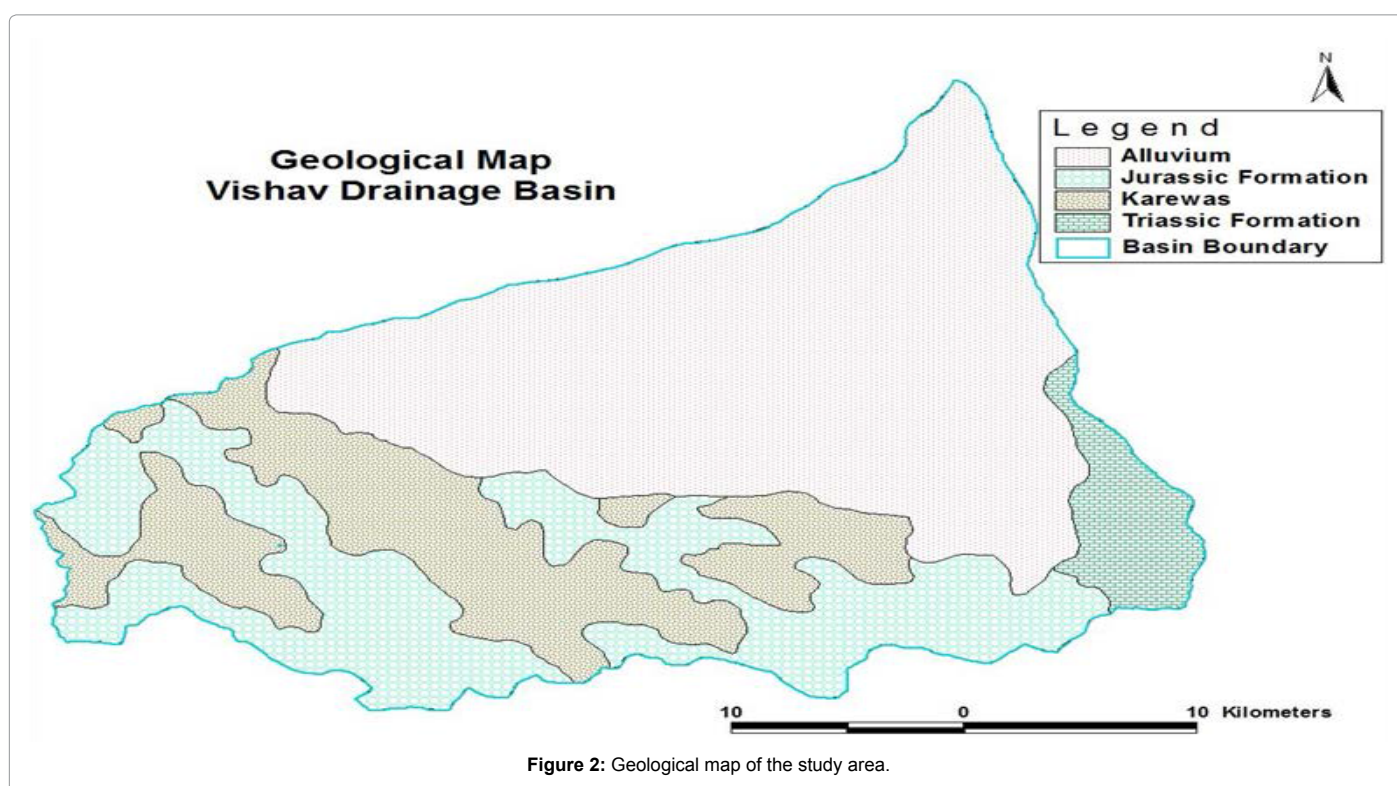 Geological Map
Vishav Drainage Basin
N
Legend
Alluvium
Jurassic Formation
Karewas
Triassic Formation
Basin Boundary
10 0 10 Kilometers
Figure 2: Geological map of the study area.